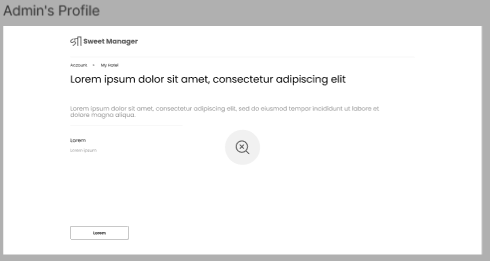 Admin's Profile
Sweet Manager
Account > My Hotel
Lorem ipsum dolor sit amet, consectetur adipiscing elit
Lorem ipsum dolor sit amet, consectetur adipiscing elit, sed do eiusmod tempor incididunt ut labore et
dolore magna aliqua.
Lorem
Lorem ipsum
Lorem